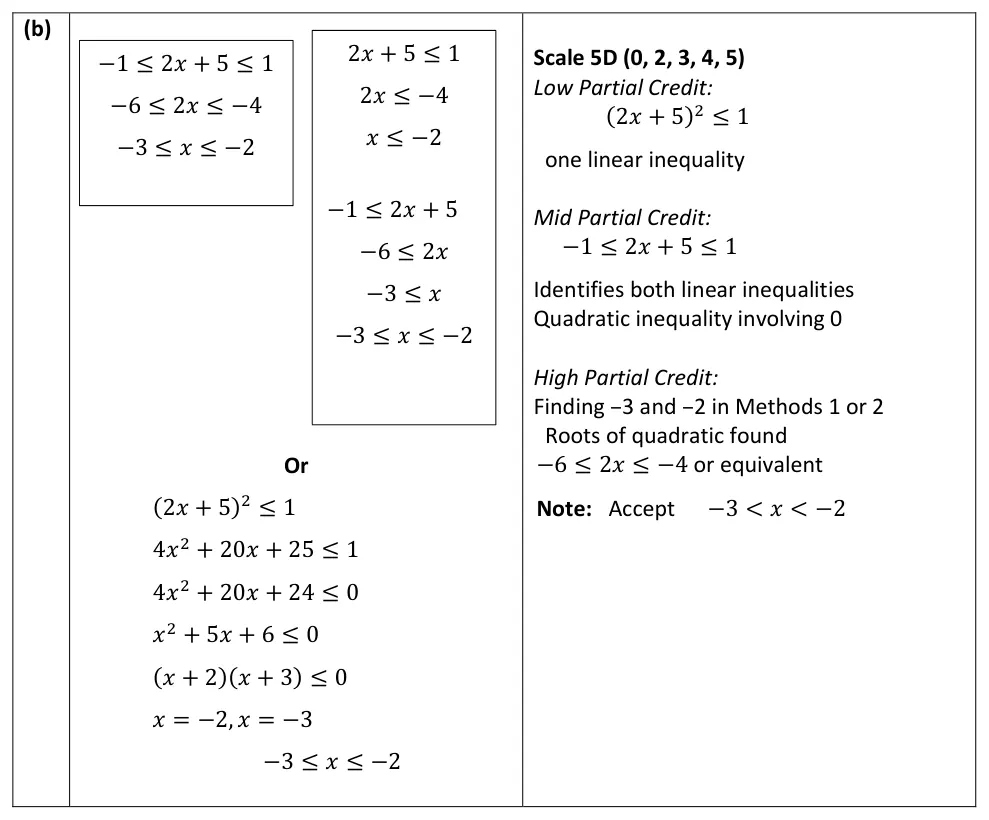 (b)
−1 ≤ 2x + 5 ≤ 1
−6 ≤ 2x ≤ −4
−3 ≤ x ≤ −2
2x + 5 ≤ 1
2x ≤ −4
x ≤ −2
−1 ≤ 2x + 5
−6 ≤ 2x
−3 ≤ x
−3 ≤ x ≤ −2
Or
(2x + 5)² ≤ 1
4x² + 20x + 25 ≤ 1
4x² + 20x + 24 ≤ 0
x² + 5x + 6 ≤ 0
(x + 2)(x + 3) ≤ 0
x = −2, x = −3
−3 ≤ x ≤ −2
Scale 5D (0, 2, 3, 4, 5)
Low Partial Credit:
(2x + 5)² ≤ 1
one linear inequality
Mid Partial Credit:
−1 ≤ 2x + 5 ≤ 1
Identifies both linear inequalities
Quadratic inequality involving 0
High Partial Credit:
Finding −3 and −2 in Methods 1 or 2
Roots of quadratic found
−6 ≤ 2x ≤ −4 or equivalent
Note: Accept −3 < x < −2